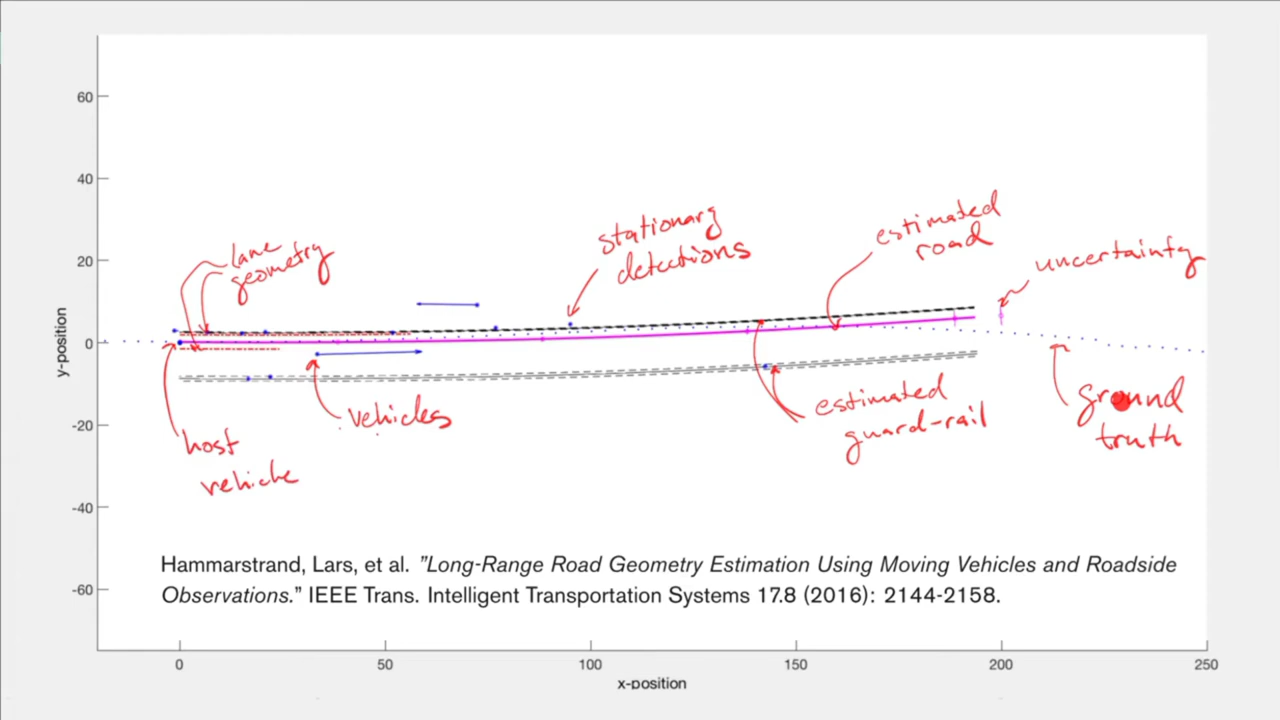 60
40
20
0
-20
-40
-60
y-position
0
50
100
150
200
250
x-position
lane
geometry
stationary
detections
estimated
road
uncertainty
host
vehicle
vehicles
estimated
guard-rail
ground
truth
Hammarstrand, Lars, et al. "Long-Range Road Geometry Estimation Using Moving Vehicles and Roadside
Observations." IEEE Trans. Intelligent Transportation Systems 17.8 (2016): 2144-2158.